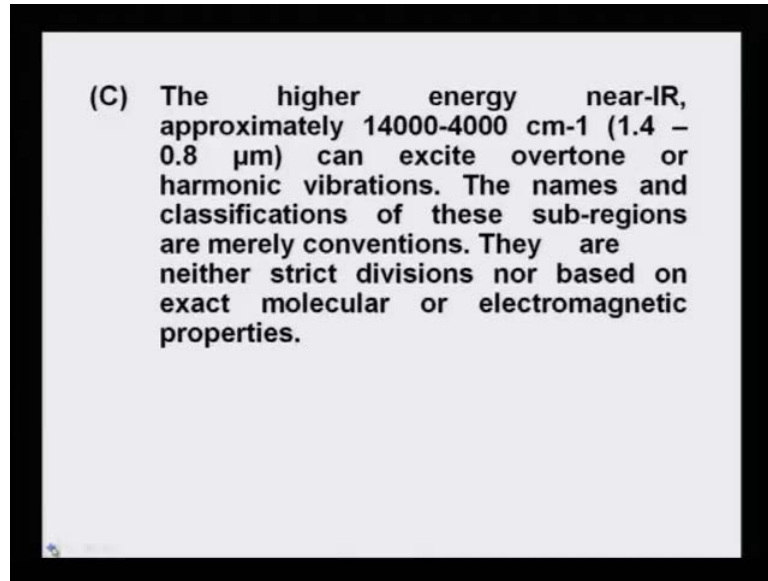 (C) The higher energy near-IR,
approximately 14000-4000 cm-1 (1.4 –
0.8 μm) can excite overtone or
harmonic vibrations. The names and
classifications of these sub-regions
are merely conventions. They are
neither strict divisions nor based on
exact molecular or electromagnetic
properties.